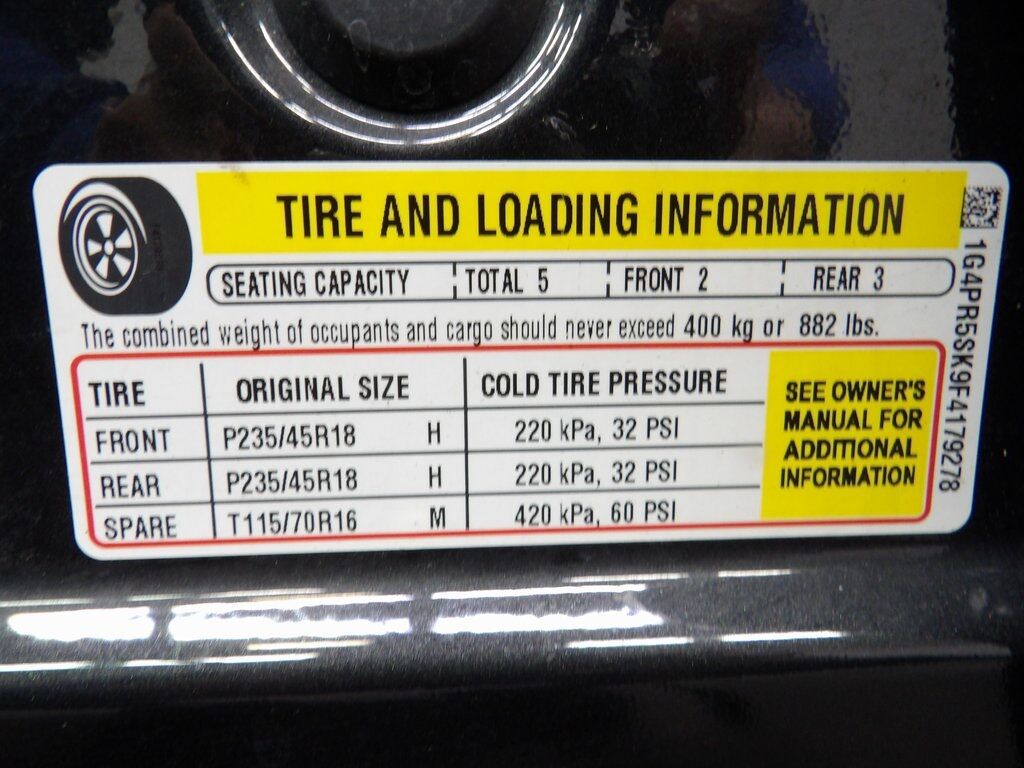 TIRE AND LOADING INFORMATION
SEATING CAPACITY TOTAL 5 FRONT 2 REAR 3
The combined weight of occupants and cargo should never exceed 400 kg or 882 lbs.
TIRE ORIGINAL SIZE COLD TIRE PRESSURE
FRONT P235/45R18 H 220 kPa, 32 PSI
REAR P235/45R18 H 220 kPa, 32 PSI
SPARE T115/70R16 M 420 kPa, 60 PSI
SEE OWNER'S
MANUAL FOR
ADDITIONAL
INFORMATION
1G4PR5SK9F4179278